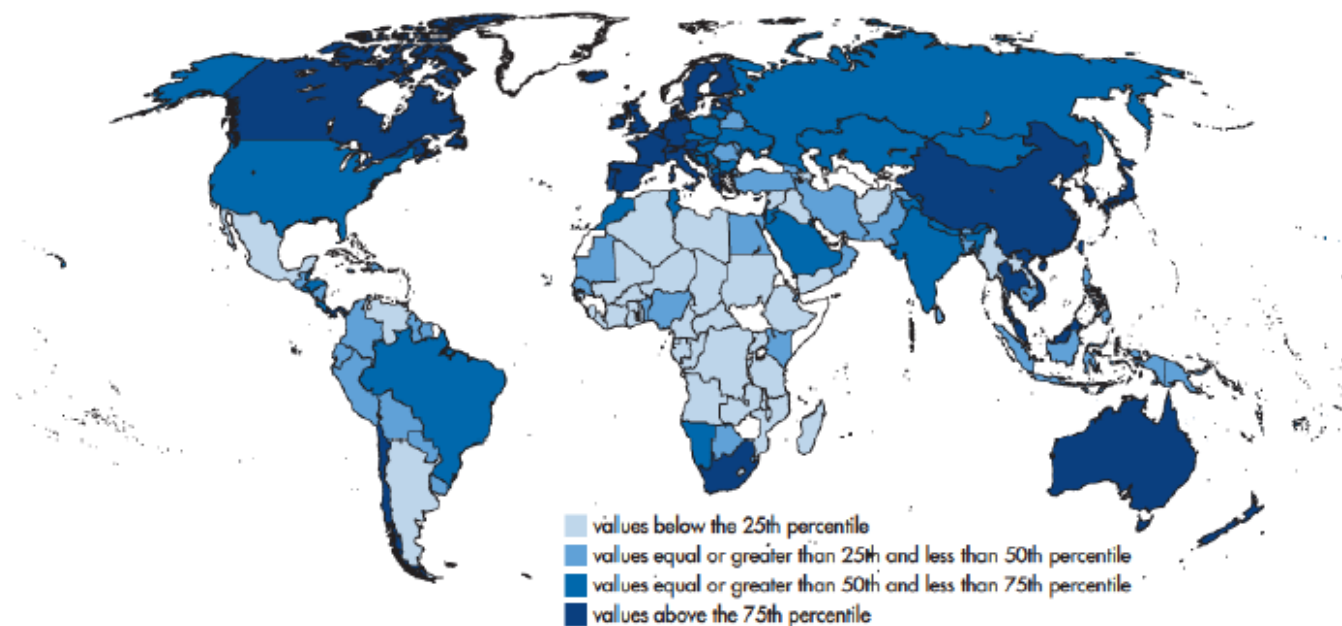 values below the 25th percentile
values equal or greater than 25th and less than 50th percentile
values equal or greater than 50th and less than 75th percentile
values above the 75th percentile